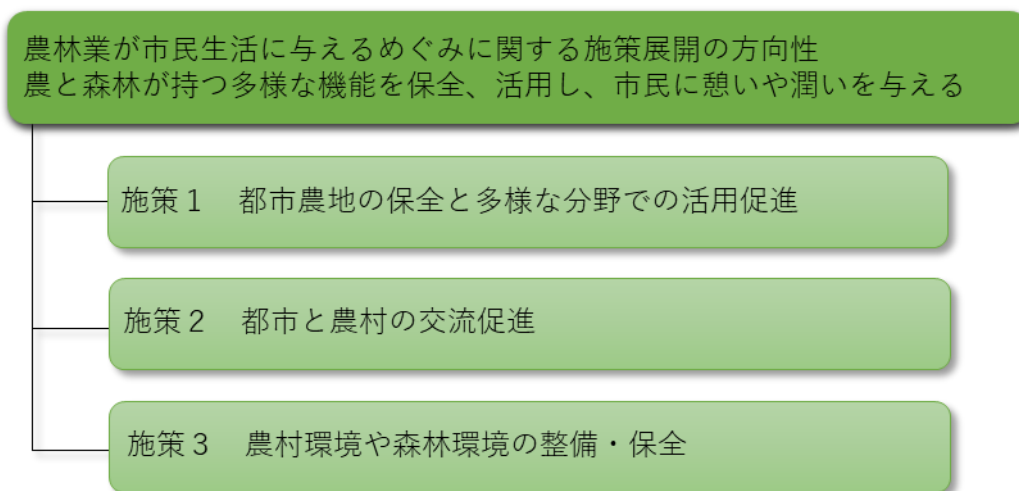 農林業が市民生活に与えるめぐみに関する施策展開の方向性
農と森林が持つ多様な機能を保全、活用し、市民に憩いや潤いを与える
施策１　都市農地の保全と多様な分野での活用促進
施策２　都市と農村の交流促進
施策３　農村環境や森林環境の整備・保全